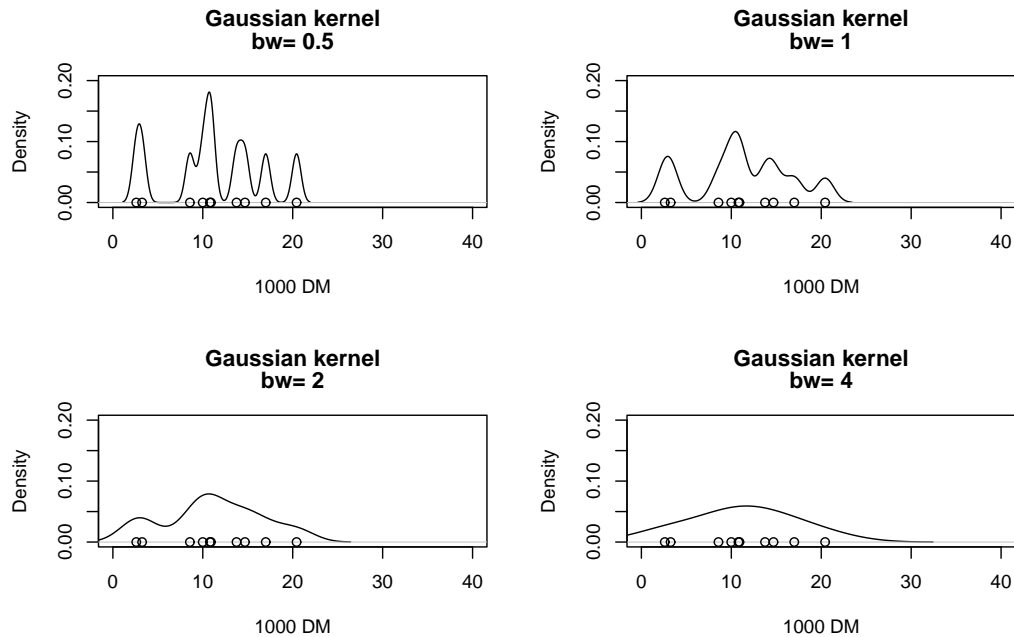 Gaussian kernel
bw= 0.5
Density
0.20
0.10
0.00
0 10 20 30 40
1000 DM
Gaussian kernel
bw= 1
Density
0.20
0.10
0.00
0 10 20 30 40
1000 DM
Gaussian kernel
bw= 2
Density
0.20
0.10
0.00
0 10 20 30 40
1000 DM
Gaussian kernel
bw= 4
Density
0.20
0.10
0.00
0 10 20 30 40
1000 DM